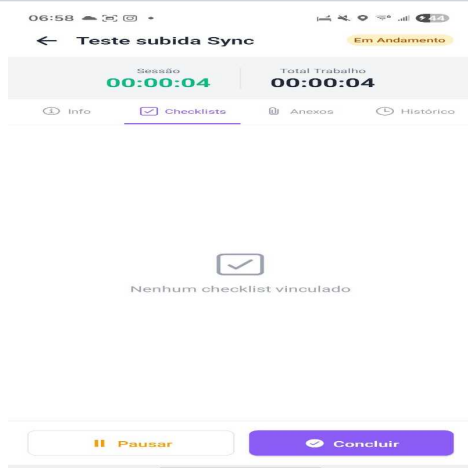 06:58
44
Teste subida Sync
Em Andamento
Sessão
Total Trabalho
00:00:04
00:00:04
Info
Checklists
Anexos
Histórico
Nenhum checklist vinculado
Pausar
Concluir